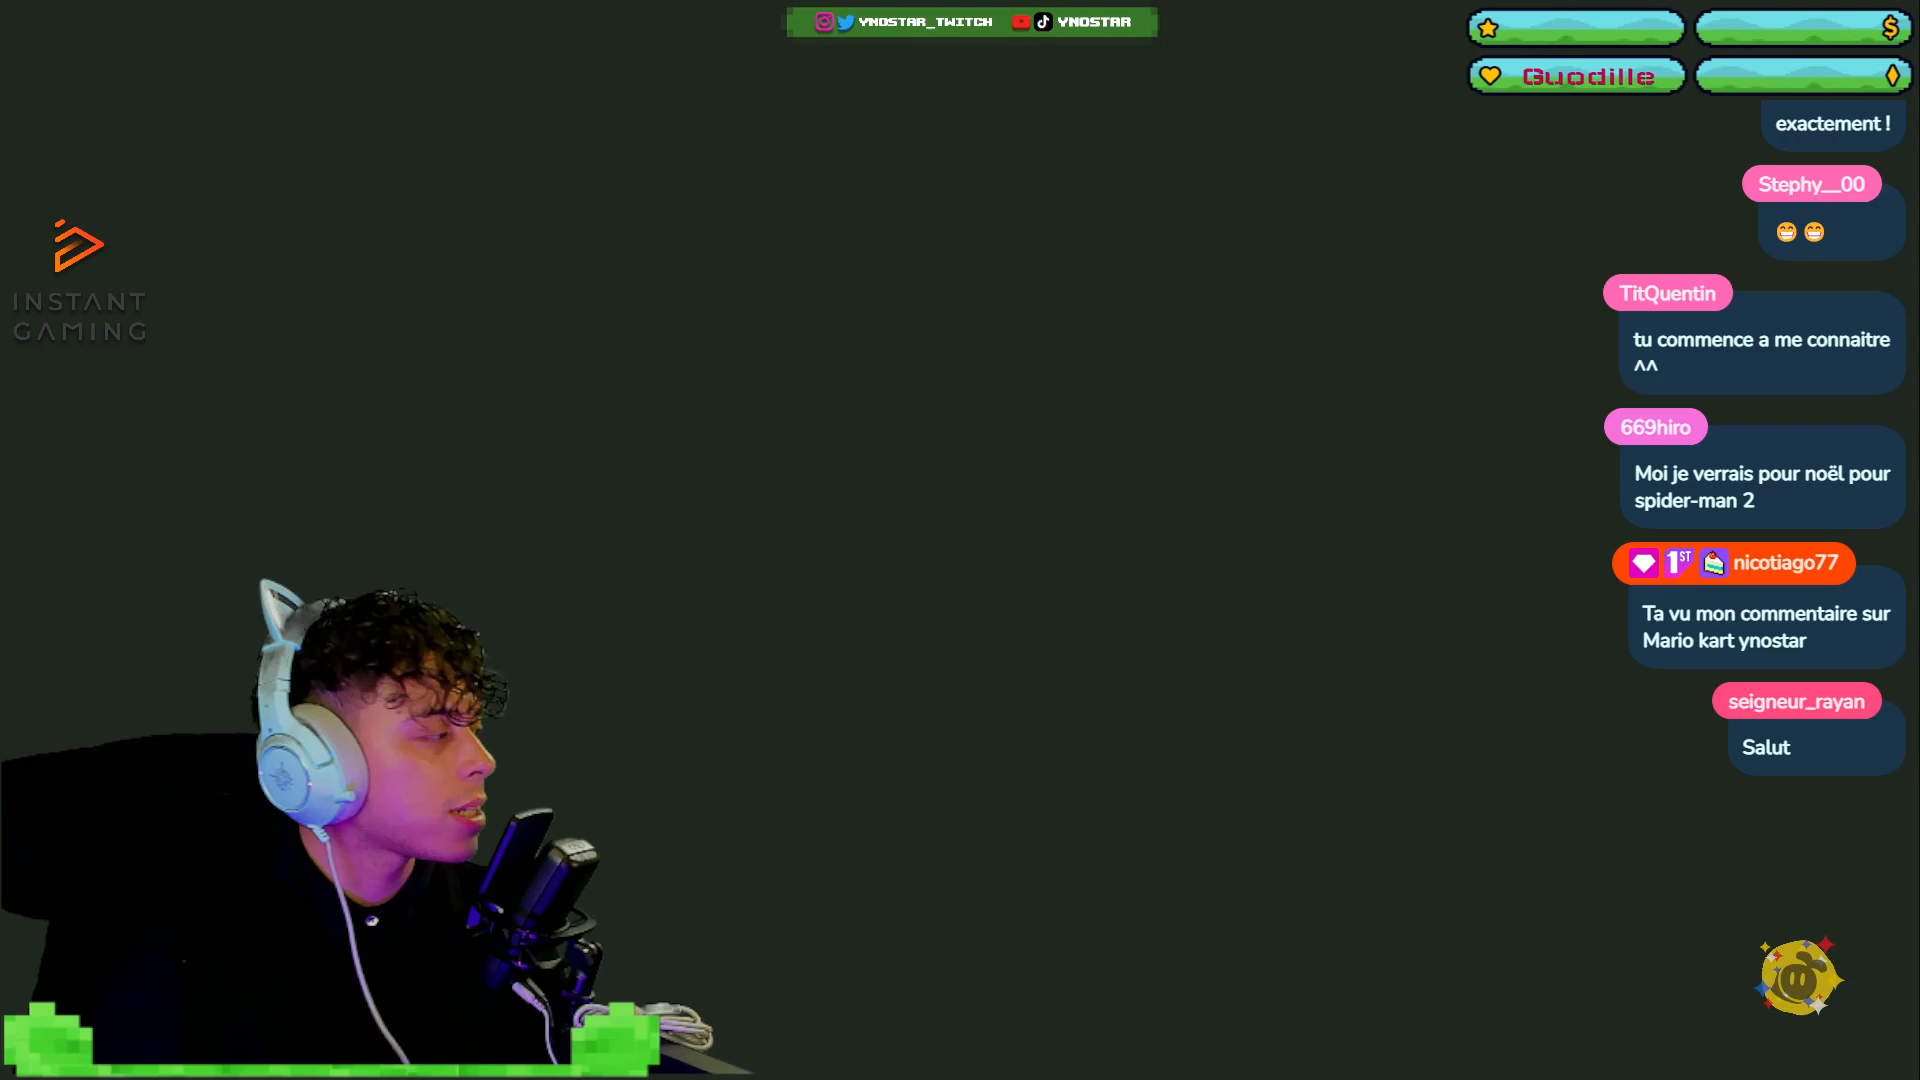 YNOSTAR_TWITCH
YNOSTAR
Guodille
exactement !
Stephy__00
TitQuentin
tu commence a me connaitre
^^
669hiro
Moi je verrais pour noël pour
spider-man 2
1ST nicotiago77
Ta vu mon commentaire sur
Mario kart ynostar
seigneur_rayan
Salut
INSTANT
GAMING